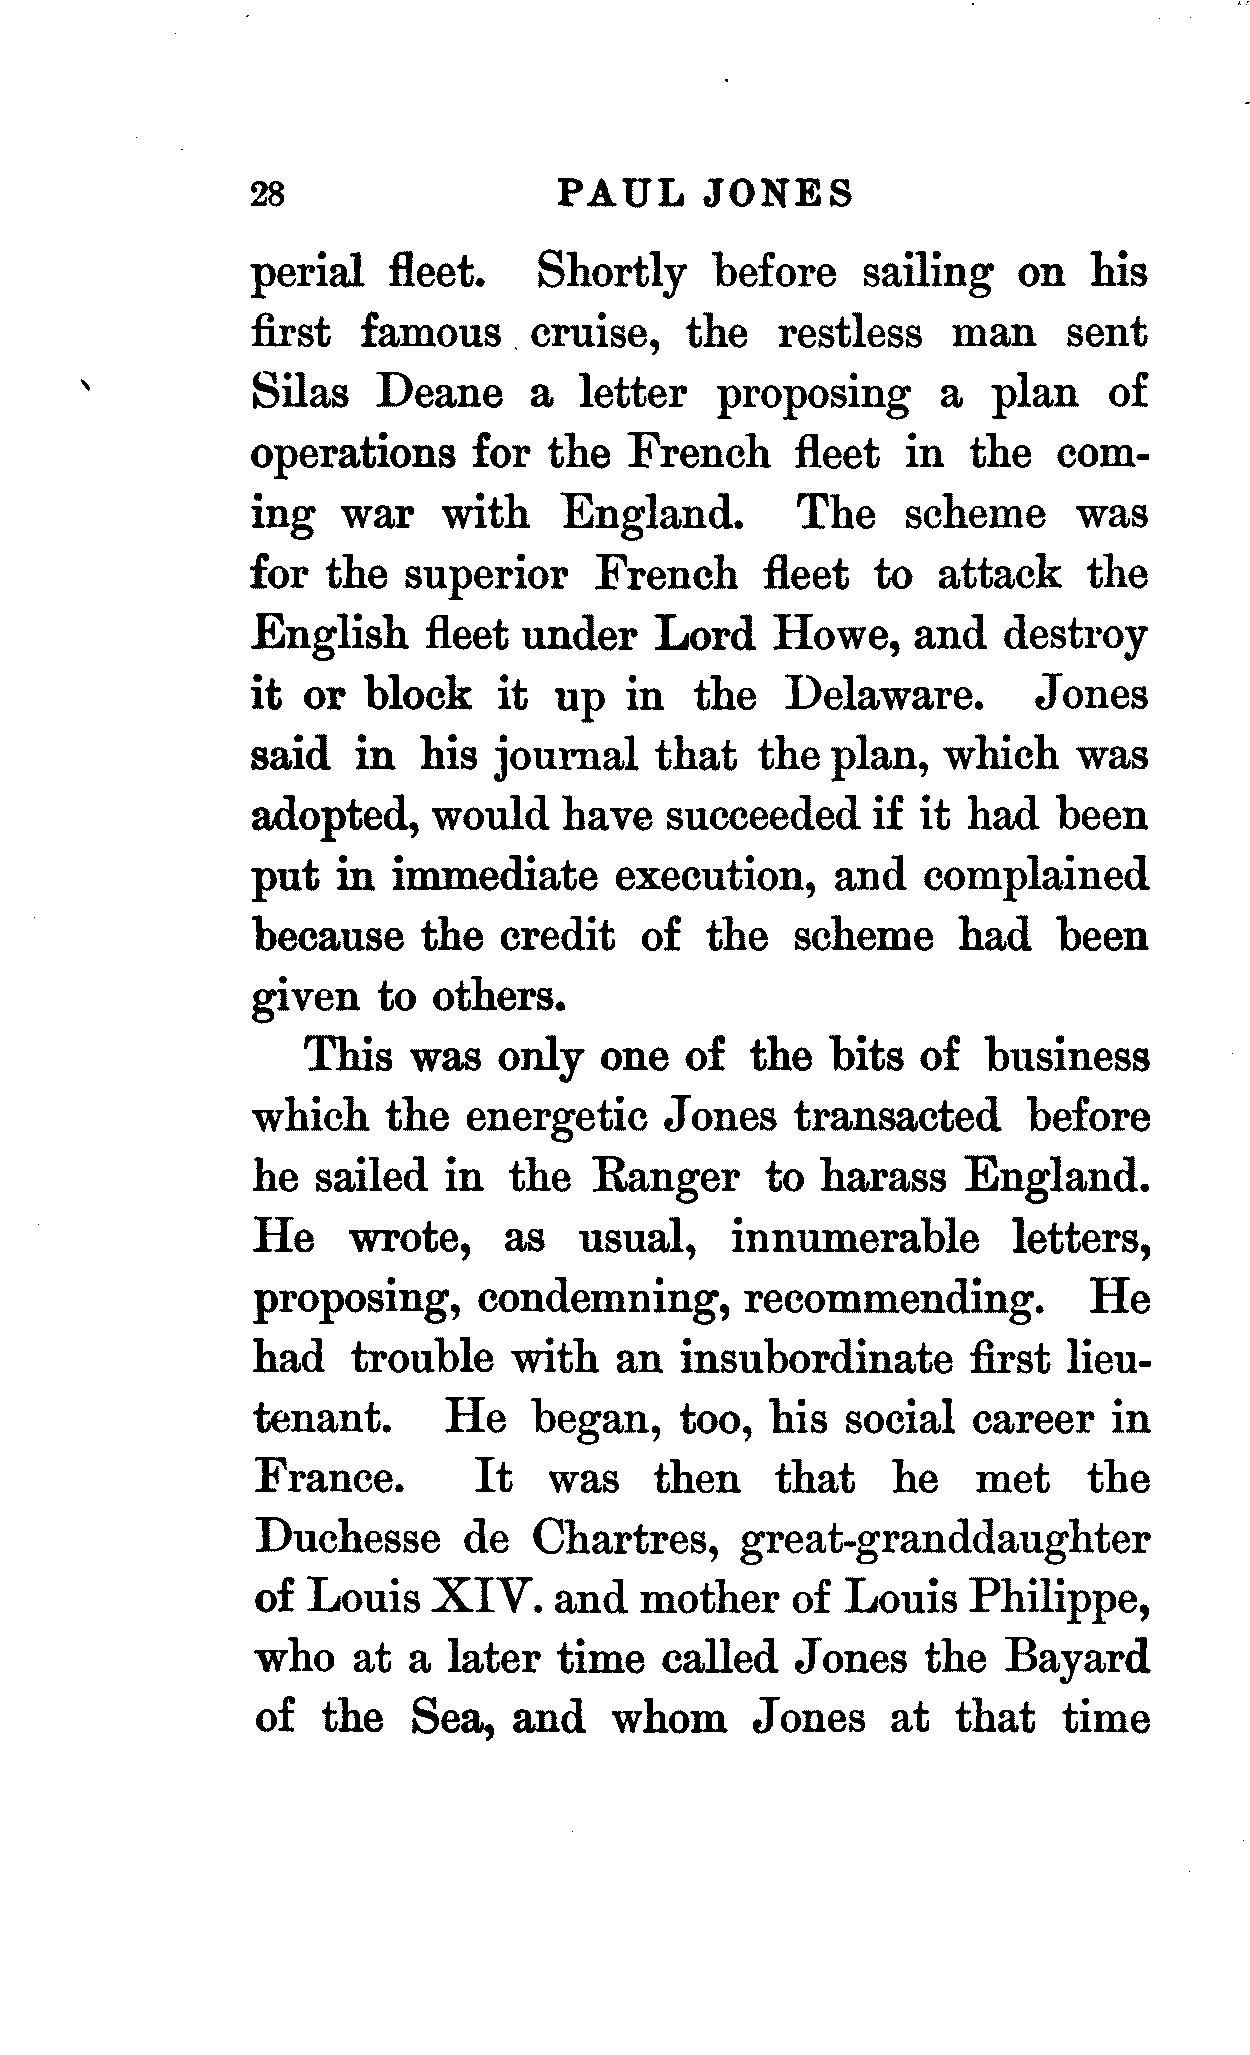 28 PAUL JONES
perial fleet. Shortly before sailing on his
first famous cruise, the restless man sent
Silas Deane a letter proposing a plan of
operations for the French fleet in the com-
ing war with England. The scheme was
for the superior French fleet to attack the
English fleet under Lord Howe, and destroy
it or block it up in the Delaware. Jones
said in his journal that the plan, which was
adopted, would have succeeded if it had been
put in immediate execution, and complained
because the credit of the scheme had been
given to others.
This was only one of the bits of business
which the energetic Jones transacted before
he sailed in the Ranger to harass England.
He wrote, as usual, innumerable letters,
proposing, condemning, recommending. He
had trouble with an insubordinate first lieu-
tenant. He began, too, his social career in
France. It was then that he met the
Duchesse de Chartres, great-granddaughter
of Louis XIV. and mother of Louis Philippe,
who at a later time called Jones the Bayard
of the Sea, and whom Jones at that time